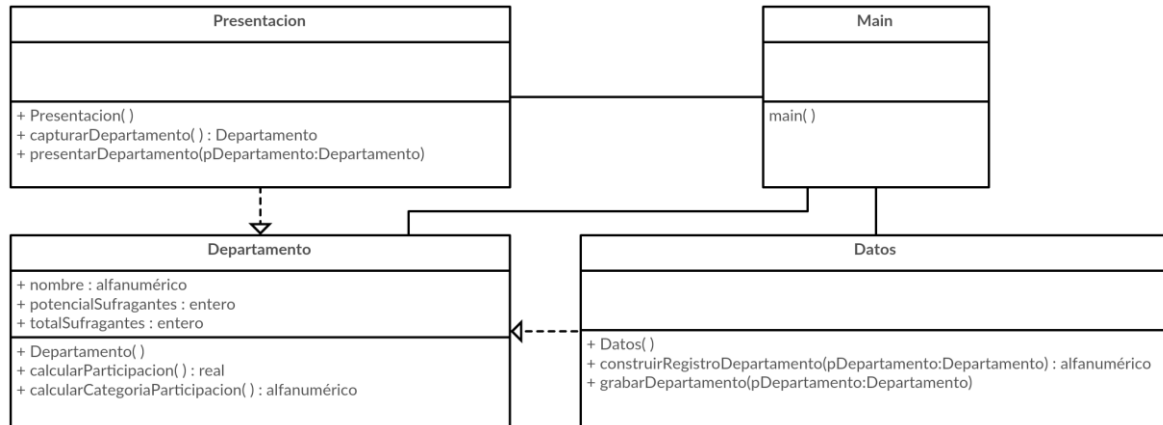 Presentacion
+ Presentacion( )
+ capturarDepartamento( ) : Departamento
+ presentarDepartamento(pDepartamento:Departamento)
Main
main( )
Departamento
+ nombre : alfanumérico
+ potencialSufragantes : entero
+ totalSufragantes : entero
+ Departamento( )
+ calcularParticipacion( ) : real
+ calcularCategoriaParticipacion( ) : alfanumérico
Datos
+ Datos( )
+ construirRegistroDepartamento(pDepartamento:Departamento) : alfanumérico
+ grabarDepartamento(pDepartamento:Departamento)